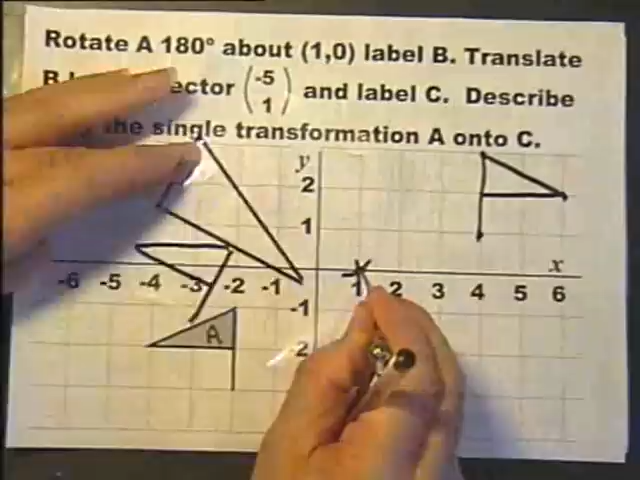 Rotate A 180° about (1,0) label B. Translate
B ector (-5 1) and label C. Describe
the single transformation A onto C.
y
2
1
x
-6 -5 -4 -3 -2 -1 1 2 3 4 5 6
-1
A
2